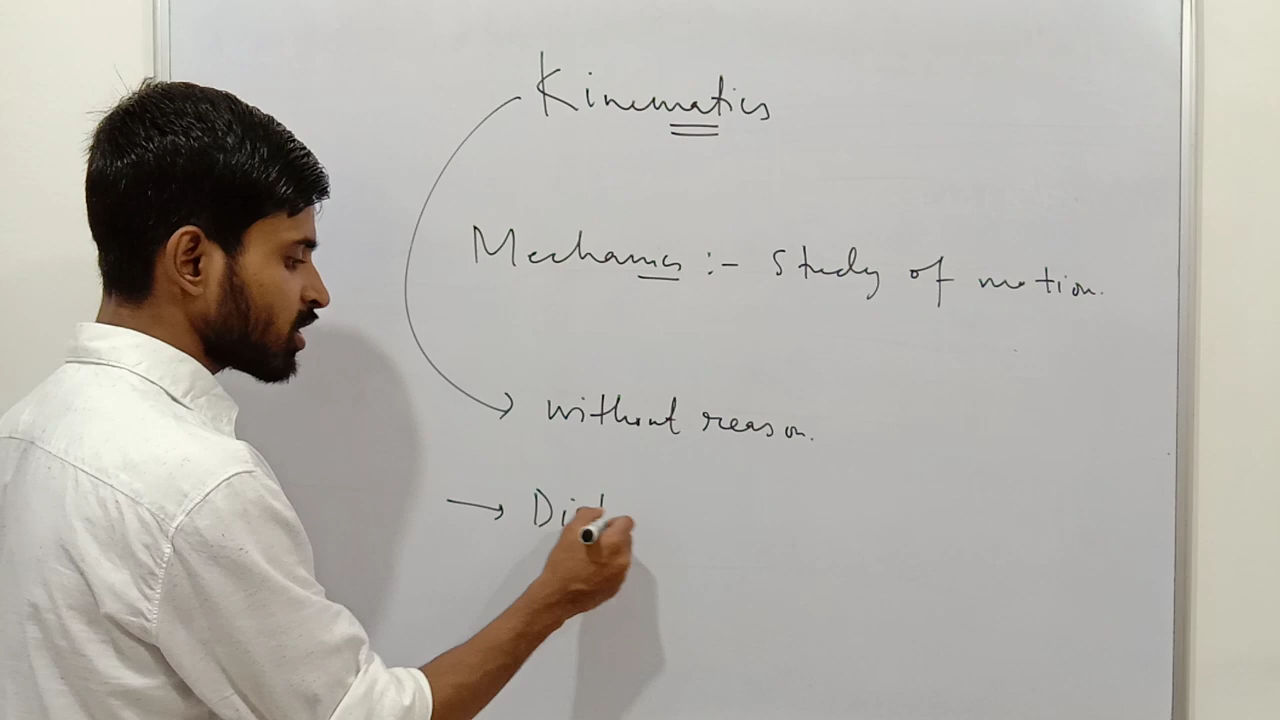 Kinematics
Mechanics :- Study of motion.
without reason.
→